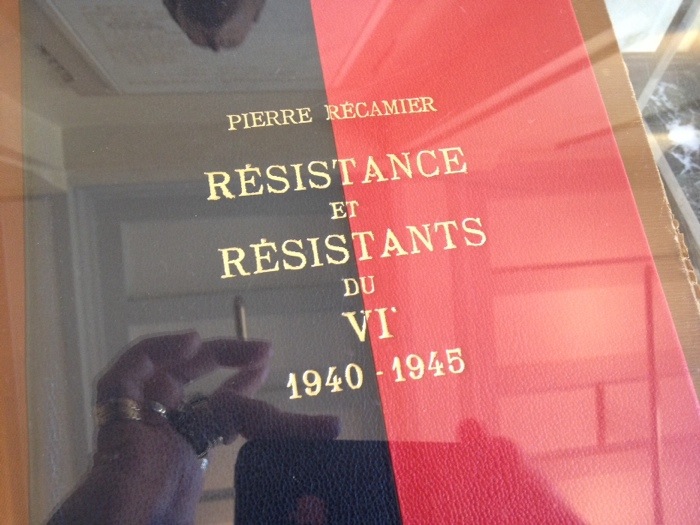 PIERRE RÉCAMIER
RÉSISTANCE
ET
RÉSISTANTS
DU
VIᵉ
1940 - 1945